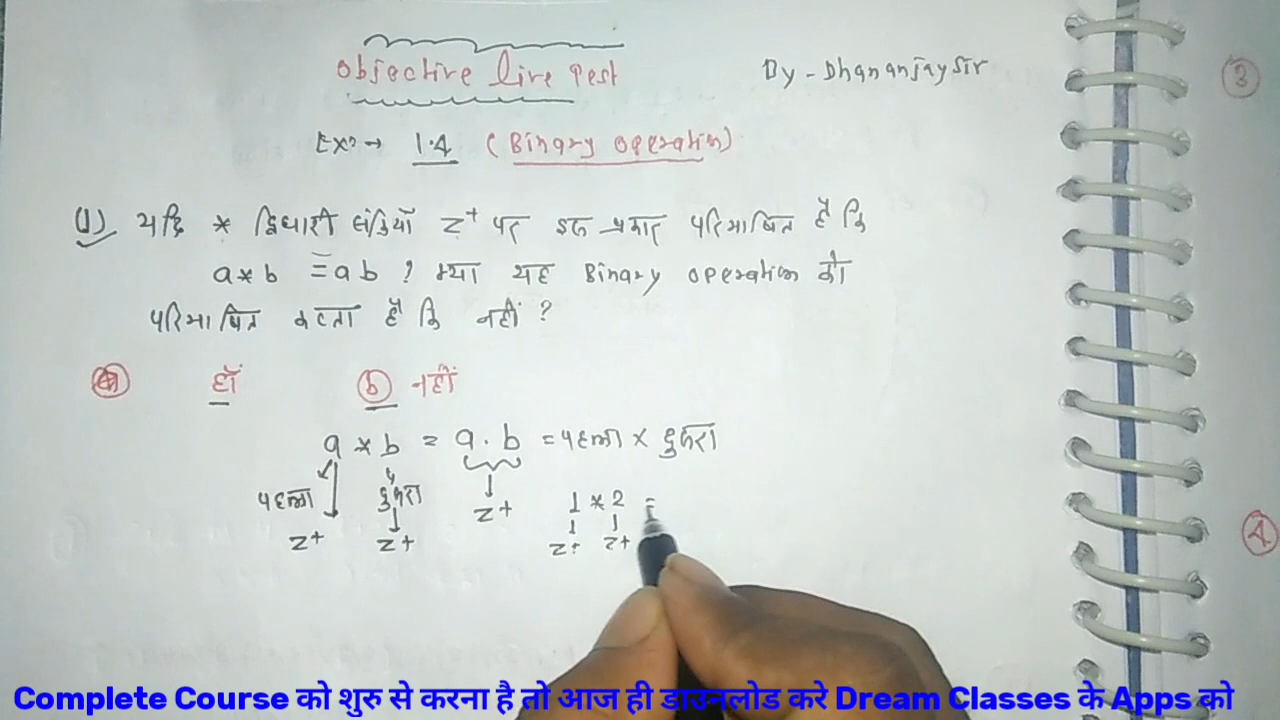 objective live Test
By - Dhananjay Sir
3
Ex? → 1.4 (Binary operation)
(1) यदि * द्विधारी संक्रियाँ Z+ पर इस प्रकार परिभाषित है कि
a * b = ab ? क्या यह Binary operation को
परिभाषित करता है कि नहीं ?
(a) हाँ (b) नहीं
a * b = a . b = पहला × दुसरा
पहला दुसरा Z+ 1 * 2 =
Z+ Z+ Z+ Z+
4
Complete Course को शुरु से करना है तो आज ही डाउनलोड करे Dream Classes के Apps को